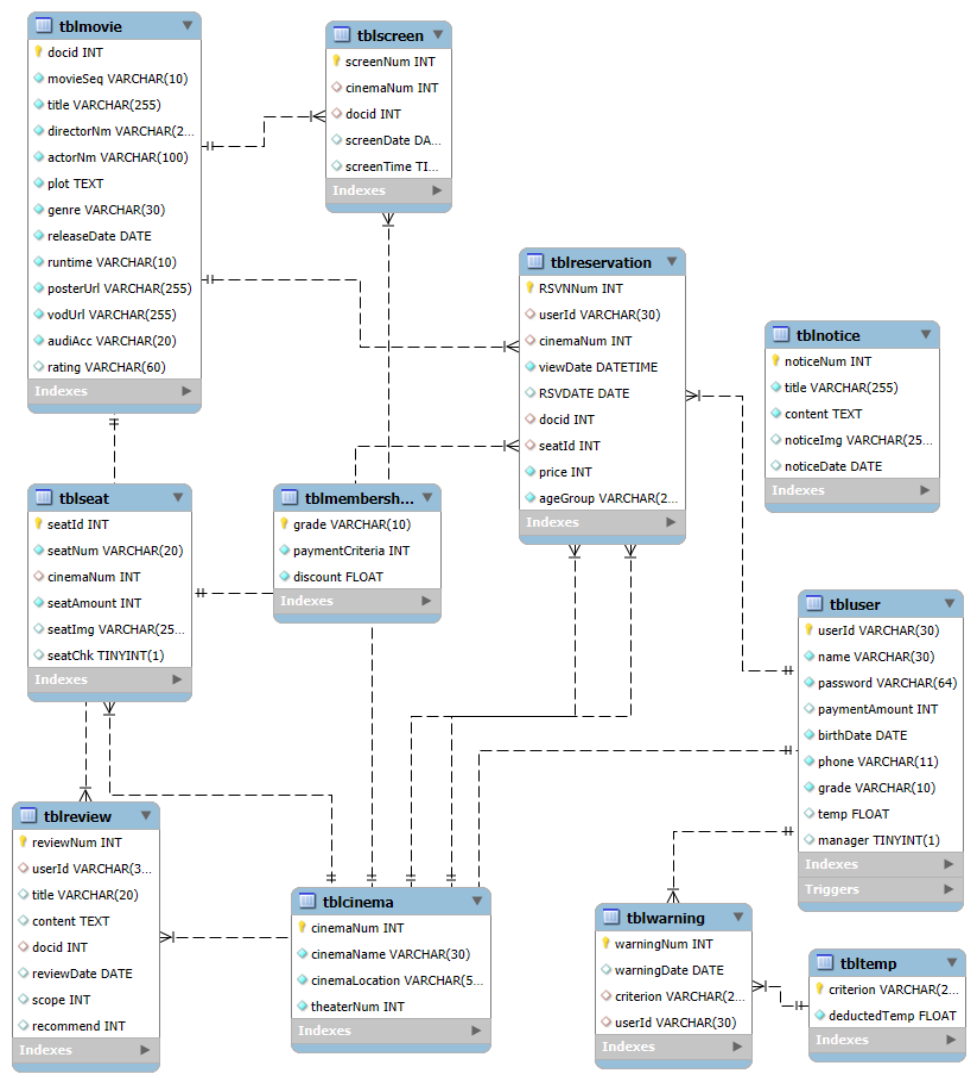 tblmovie
docid INT
movieSeq VARCHAR(10)
title VARCHAR(255)
directorNm VARCHAR(2...
actorNm VARCHAR(100)
plot TEXT
genre VARCHAR(30)
releaseDate DATE
runtime VARCHAR(10)
posterUrl VARCHAR(255)
vodUrl VARCHAR(255)
audiAcc VARCHAR(20)
rating VARCHAR(60)
Indexes
tblscreen
screenNum INT
cinemaNum INT
docid INT
screenDate DA...
screenTime TI...
Indexes
tblreservation
RSVNNum INT
userId VARCHAR(30)
cinemaNum INT
viewDate DATETIME
RSVDATE DATE
docid INT
seatId INT
price INT
ageGroup VARCHAR(2...
Indexes
tblnotice
noticeNum INT
title VARCHAR(255)
content TEXT
noticeImg VARCHAR(25...
noticeDate DATE
Indexes
tblseat
seatId INT
seatNum VARCHAR(20)
cinemaNum INT
seatAmount INT
seatImg VARCHAR(25...
seatChk TINYINT(1)
Indexes
tblmembersh...
grade VARCHAR(10)
paymentCriteria INT
discount FLOAT
Indexes
tbluser
userId VARCHAR(30)
name VARCHAR(30)
password VARCHAR(64)
paymentAmount INT
birthDate DATE
phone VARCHAR(11)
grade VARCHAR(10)
temp FLOAT
manager TINYINT(1)
Indexes
Triggers
tblreview
reviewNum INT
userId VARCHAR(3...
title VARCHAR(20)
content TEXT
docid INT
reviewDate DATE
scope INT
recommend INT
Indexes
tblcinema
cinemaNum INT
cinemaName VARCHAR(30)
cinemaLocation VARCHAR(5...
theaterNum INT
Indexes
tblwarning
warningNum INT
warningDate DATE
criterion VARCHAR(2...
userId VARCHAR(30)
Indexes
tbltemp
criterion VARCHAR(2...
deductedTemp FLOAT
Indexes